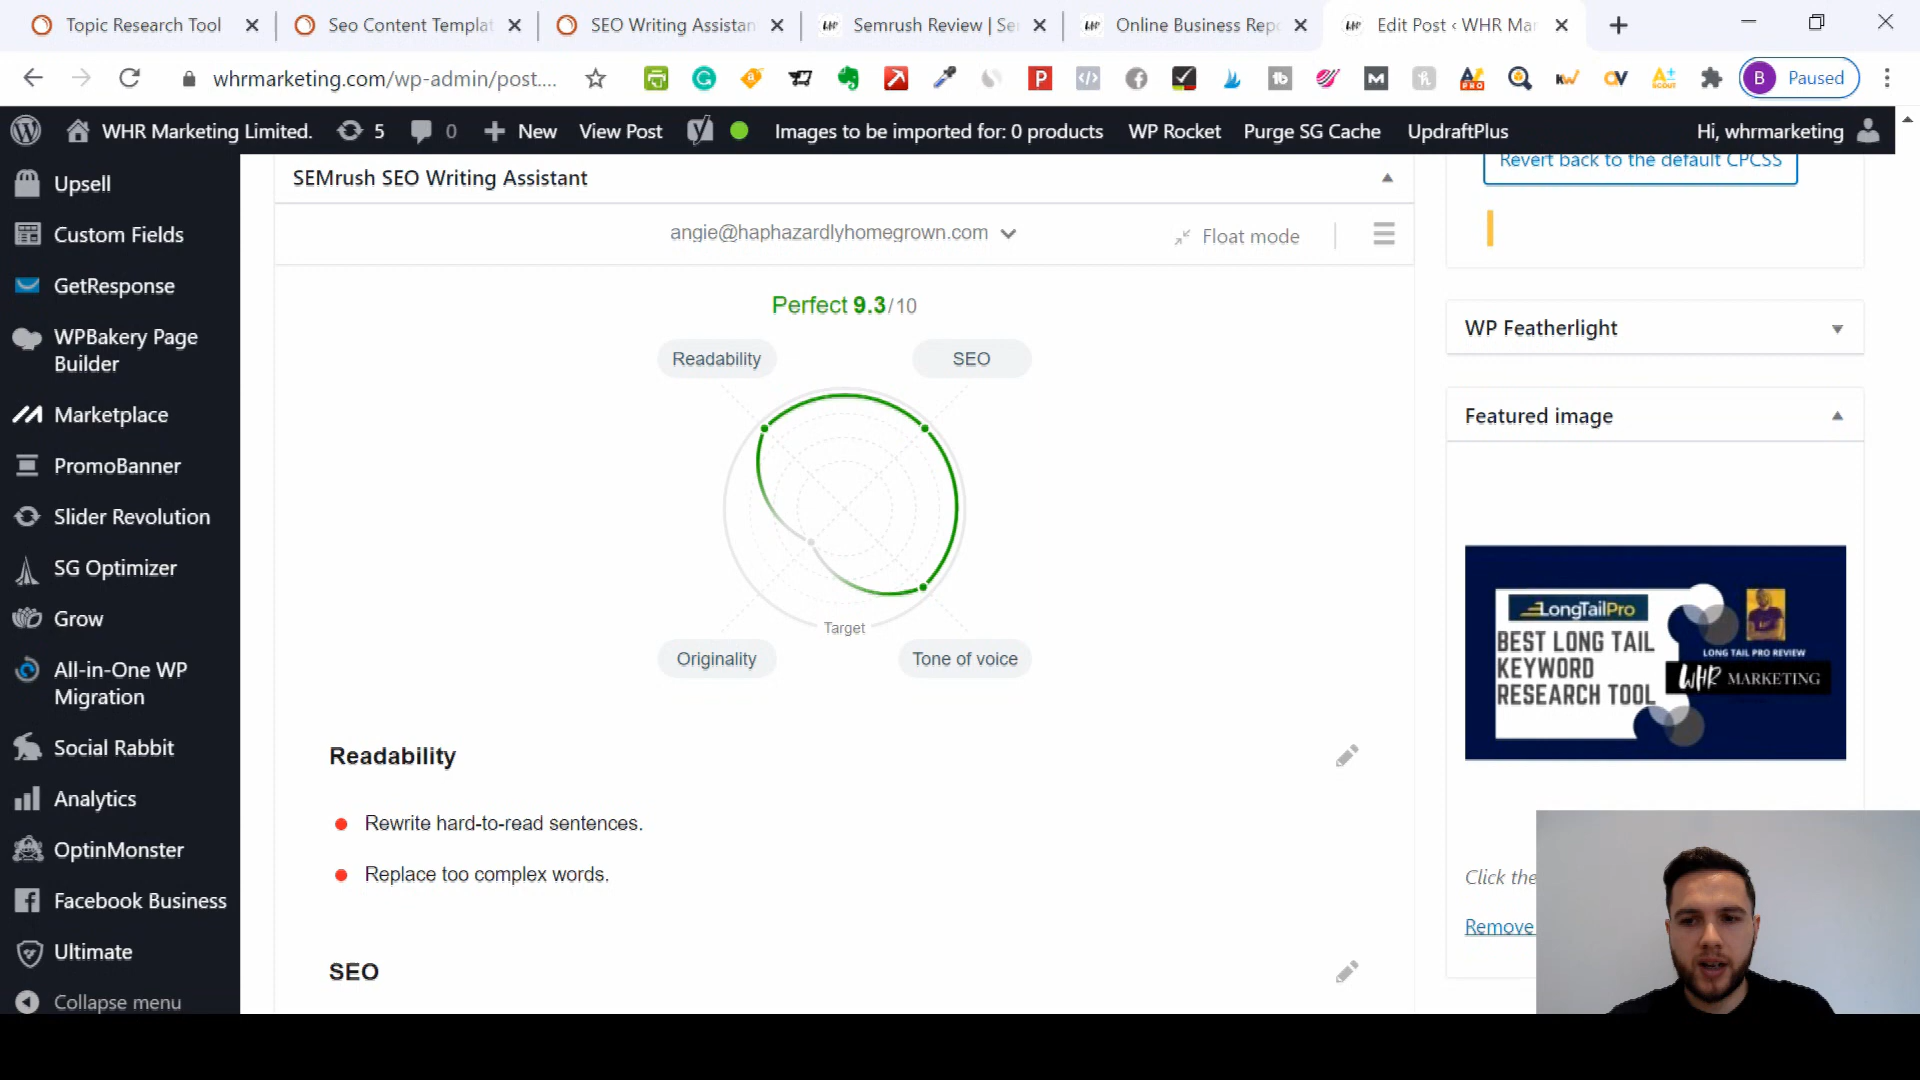 Topic Research Tool
Seo Content Templat
SEO Writing Assistan
Semrush Review | Se
Online Business Repo
Edit Post ‹ WHR Mar
whrmarketing.com/wp-admin/post....
B Paused
WHR Marketing Limited. 5 0 New View Post Images to be imported for: 0 products WP Rocket Purge SG Cache UpdraftPlus Hi, whrmarketing
Upsell
Custom Fields
GetResponse
WPBakery Page
Builder
Marketplace
PromoBanner
Slider Revolution
SG Optimizer
Grow
All-in-One WP
Migration
Social Rabbit
Analytics
OptinMonster
Facebook Business
Ultimate
Collapse menu
SEMrush SEO Writing Assistant
angie@haphazardlyhomegrown.com
Float mode
Perfect 9.3/10
Readability
SEO
Target
Originality
Tone of voice
Readability
Rewrite hard-to-read sentences.
Replace too complex words.
SEO
Revert back to the default CPCSS
WP Featherlight
Featured image
LongTailPro
BEST LONG TAIL
KEYWORD
RESEARCH TOOL
LONG TAIL PRO REVIEW
WHR MARKETING
Click the
Remove